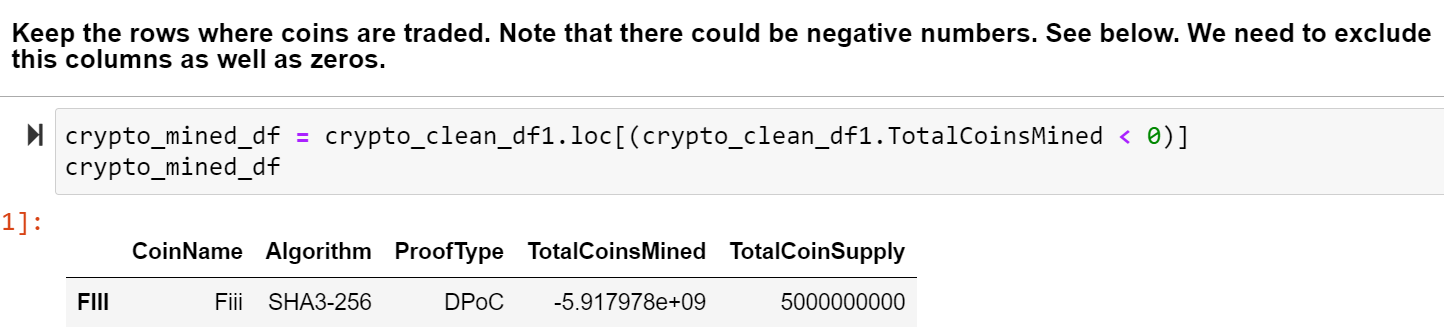 Keep the rows where coins are traded. Note that there could be negative numbers. See below. We need to exclude
this columns as well as zeros.
crypto_mined_df = crypto_clean_df1.loc[(crypto_clean_df1.TotalCoinsMined < 0)]
crypto_mined_df
1]:
CoinName Algorithm ProofType TotalCoinsMined TotalCoinSupply
FIII Fiii SHA3-256 DPoC -5.917978e+09 5000000000